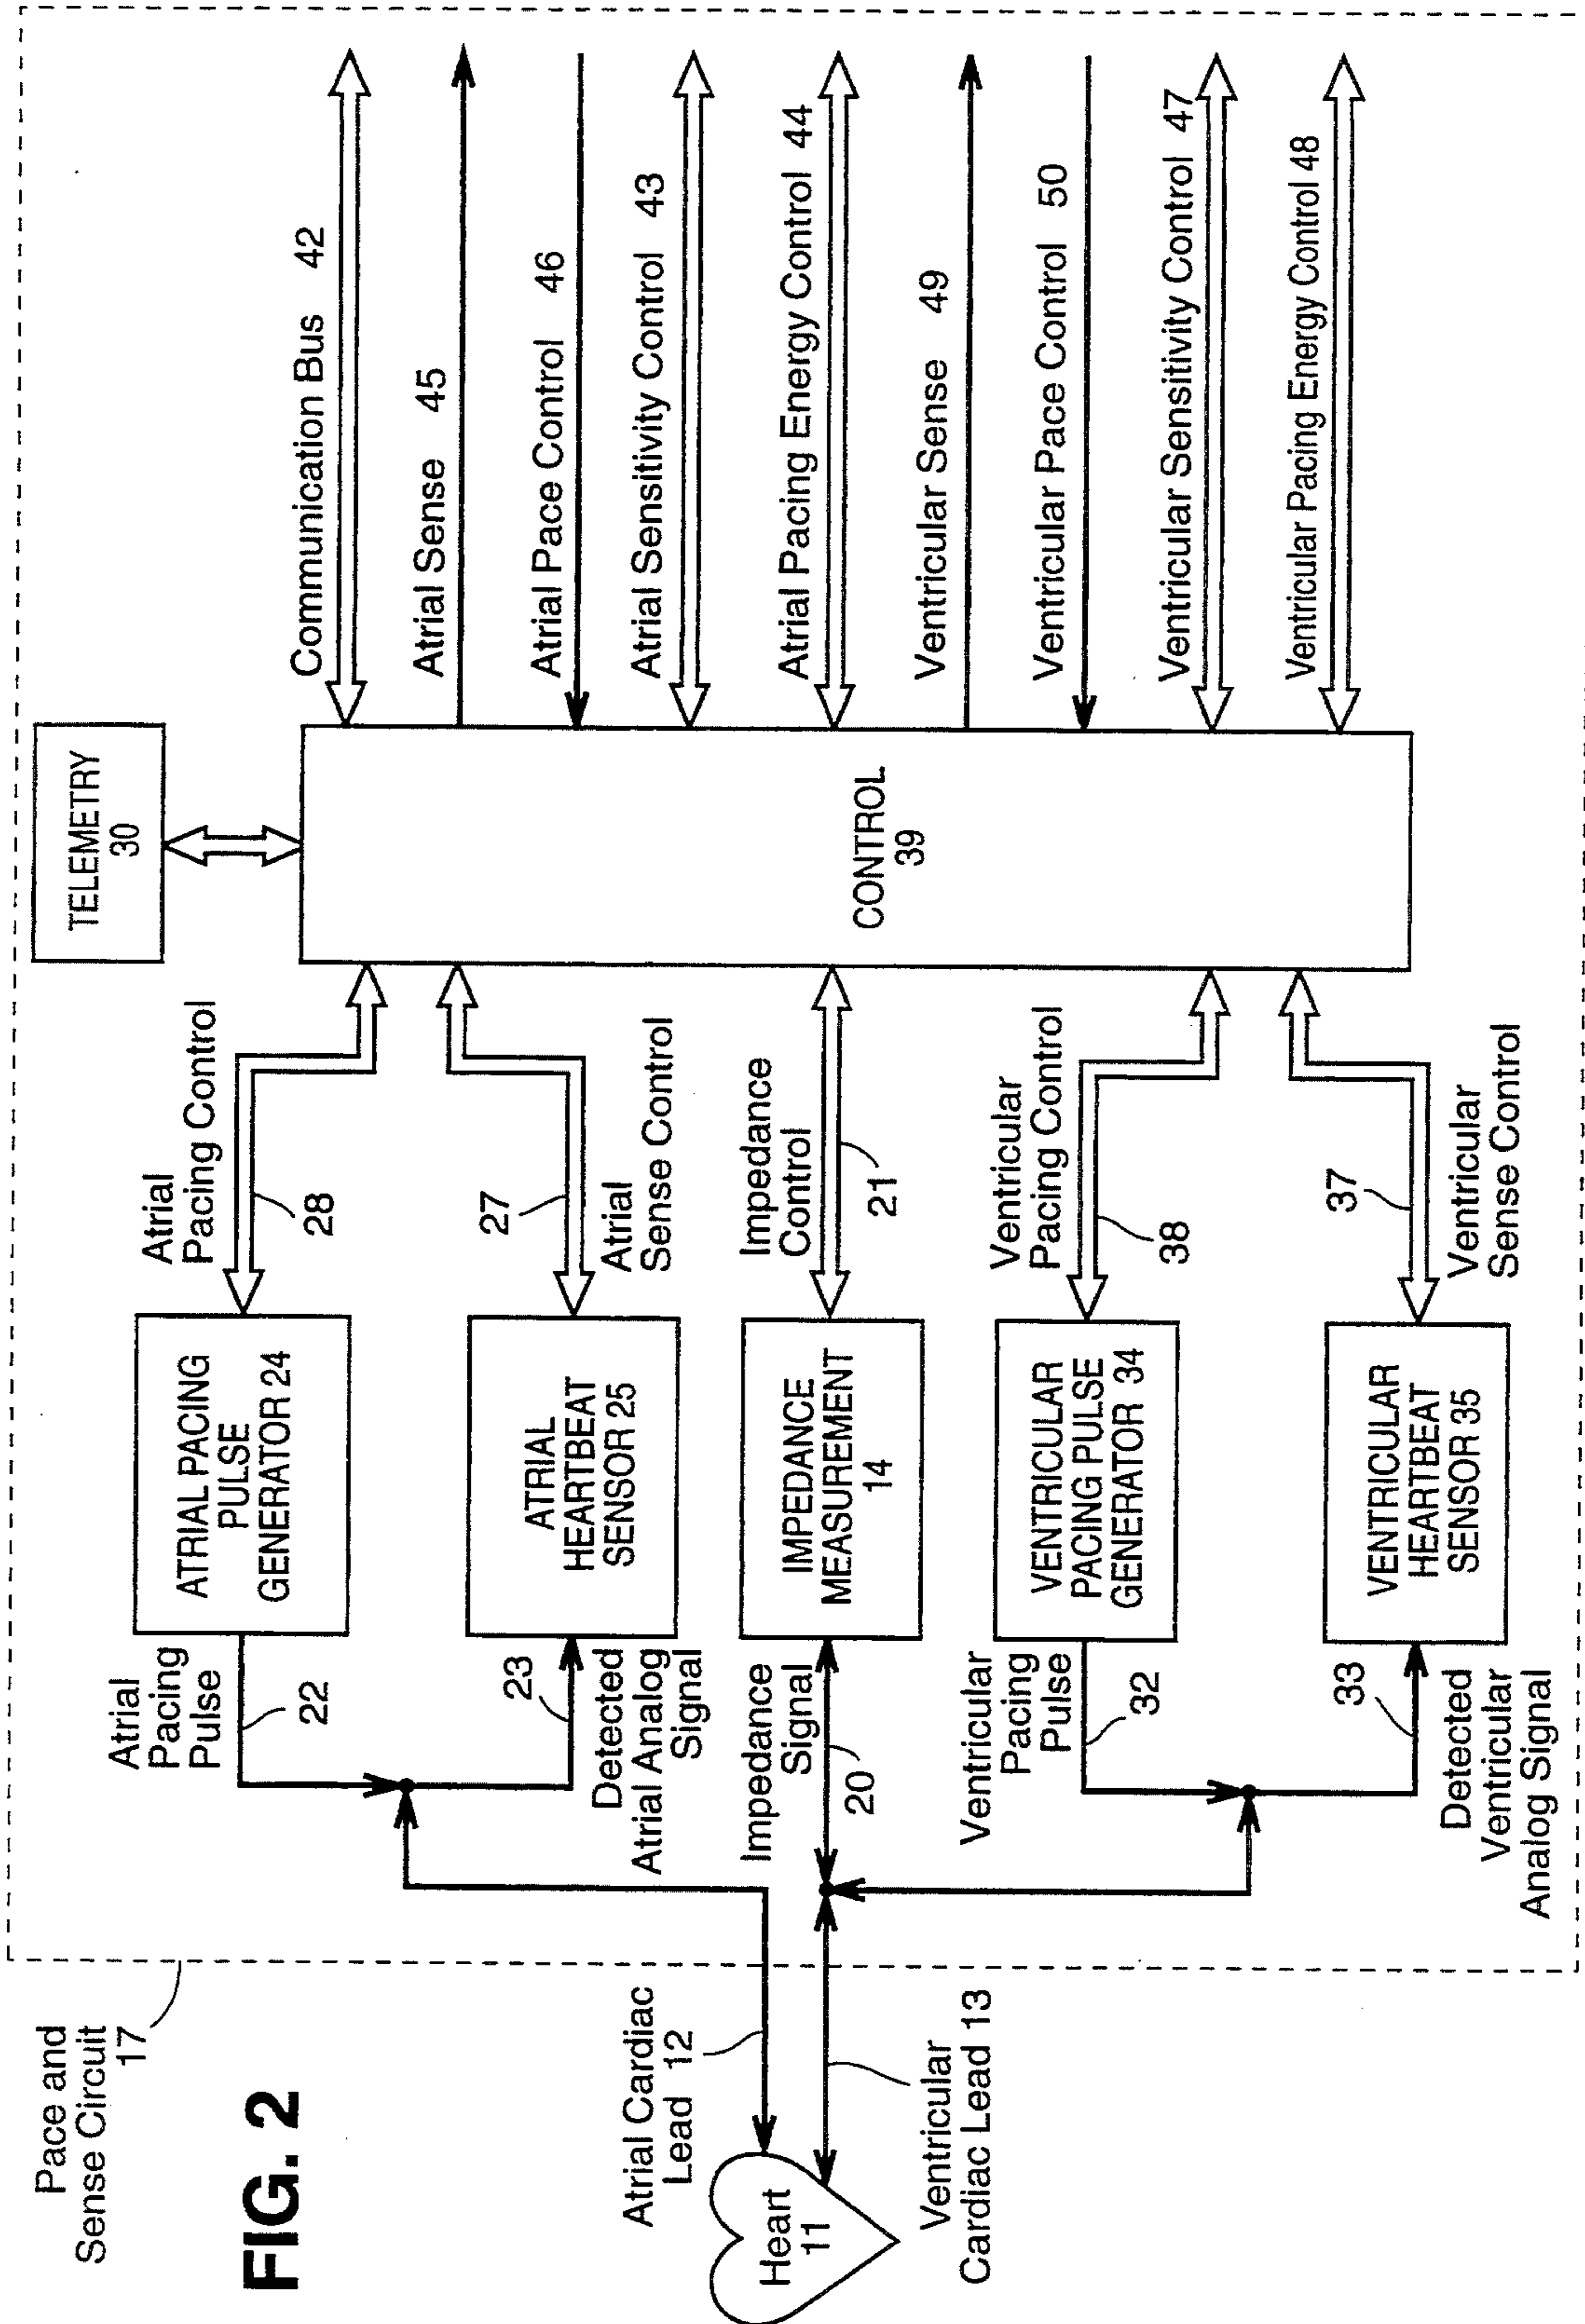 Pace and
Sense Circuit
17
FIG. 2
Heart
11
Atrial Cardiac
Lead 12
Ventricular
Cardiac Lead 13
Atrial
Pacing
Pulse
22
23
Detected
Atrial Analog
Signal
Impedance
Signal
20
Ventricular
Pacing
Pulse
32
33
Detected
Ventricular
Analog Signal
ATRIAL PACING
PULSE
GENERATOR 24
ATRIAL
HEARTBEAT
SENSOR 25
IMPEDANCE
MEASUREMENT
14
VENTRICULAR
PACING PULSE
GENERATOR 34
VENTRICULAR
HEARTBEAT
SENSOR 35
Atrial
Pacing Control
28
27
Atrial
Sense Control
Impedance
Control
21
Ventricular
Pacing Control
38
37
Ventricular
Sense Control
TELEMETRY
30
CONTROL
39
Communication Bus 42
Atrial Sense 45
Atrial Pace Control 46
Atrial Sensitivity Control 43
Atrial Pacing Energy Control 44
Ventricular Sense 49
Ventricular Pace Control 50
Ventricular Sensitivity Control 47
Ventricular Pacing Energy Control 48